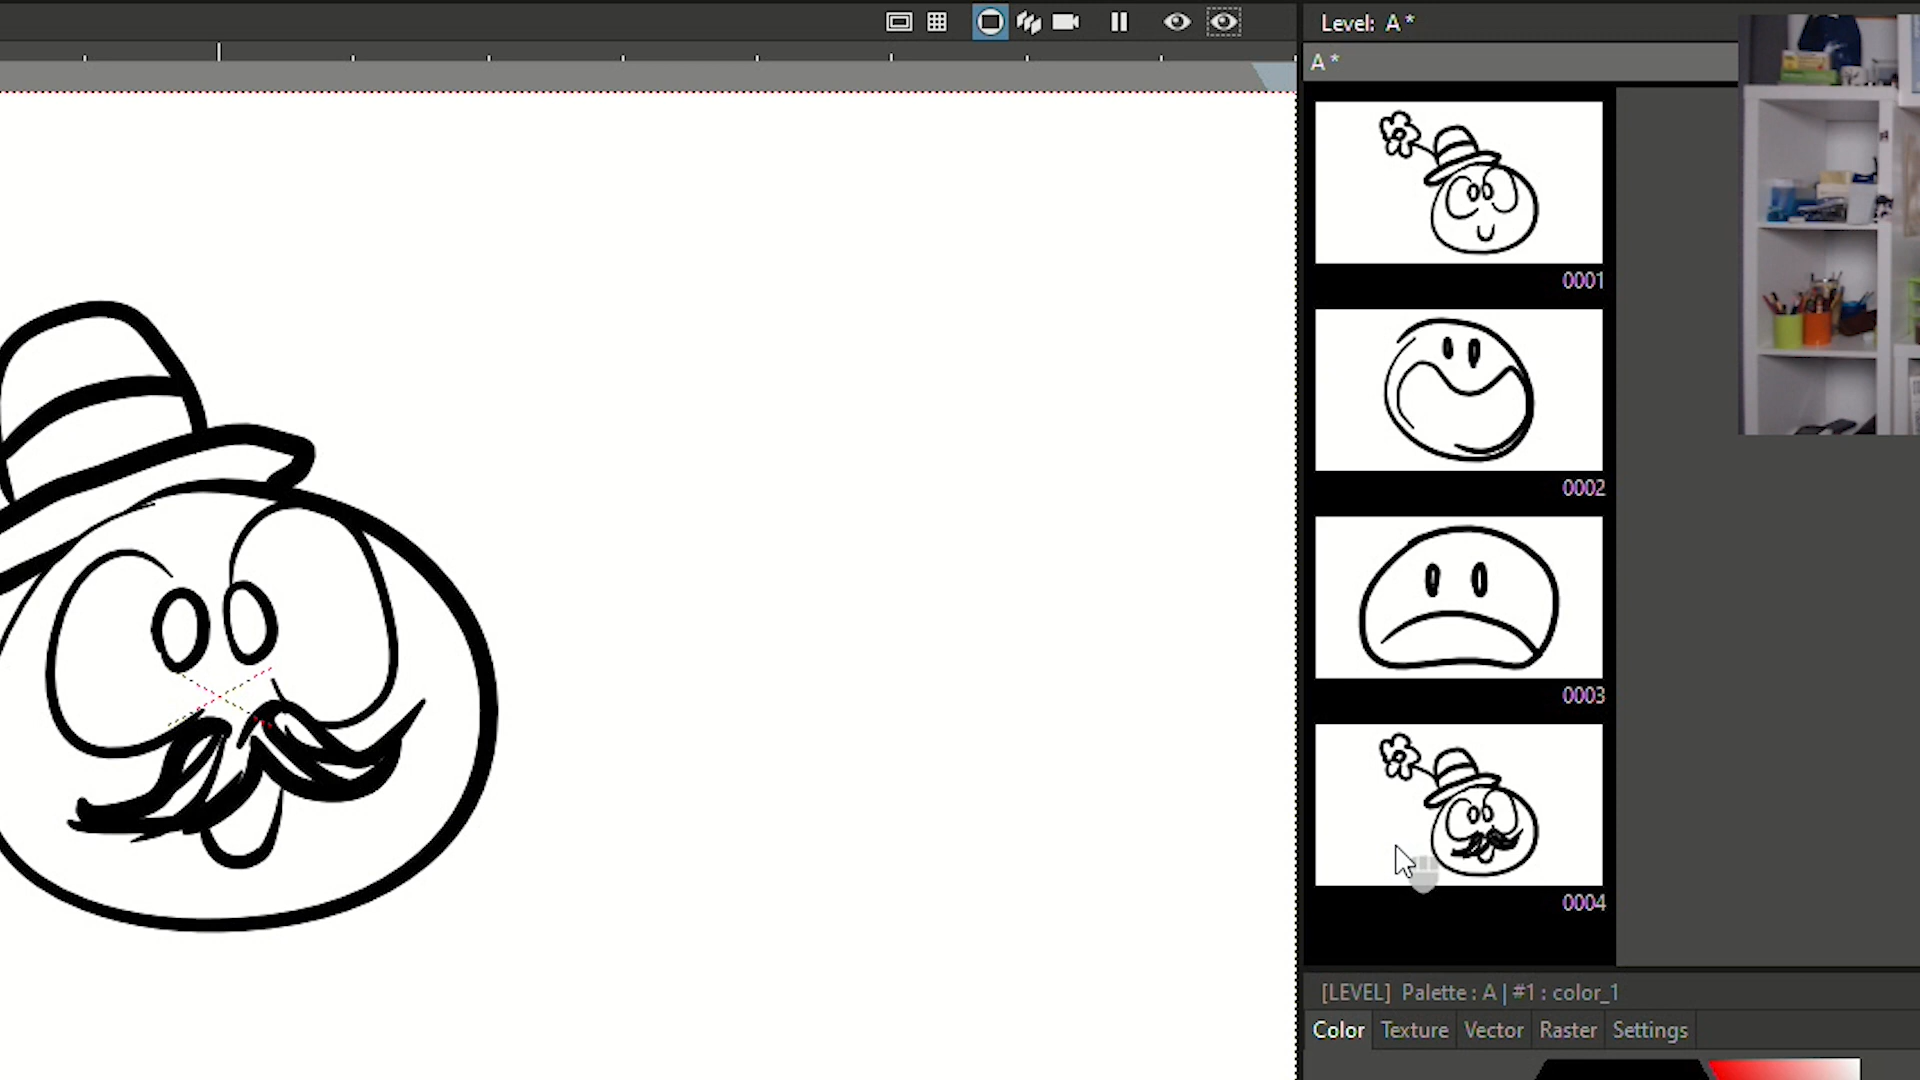 Level: A *
A *
0001
0002
0003
0004
[LEVEL] Palette : A | #1 : color_1
Color Texture Vector Raster Settings